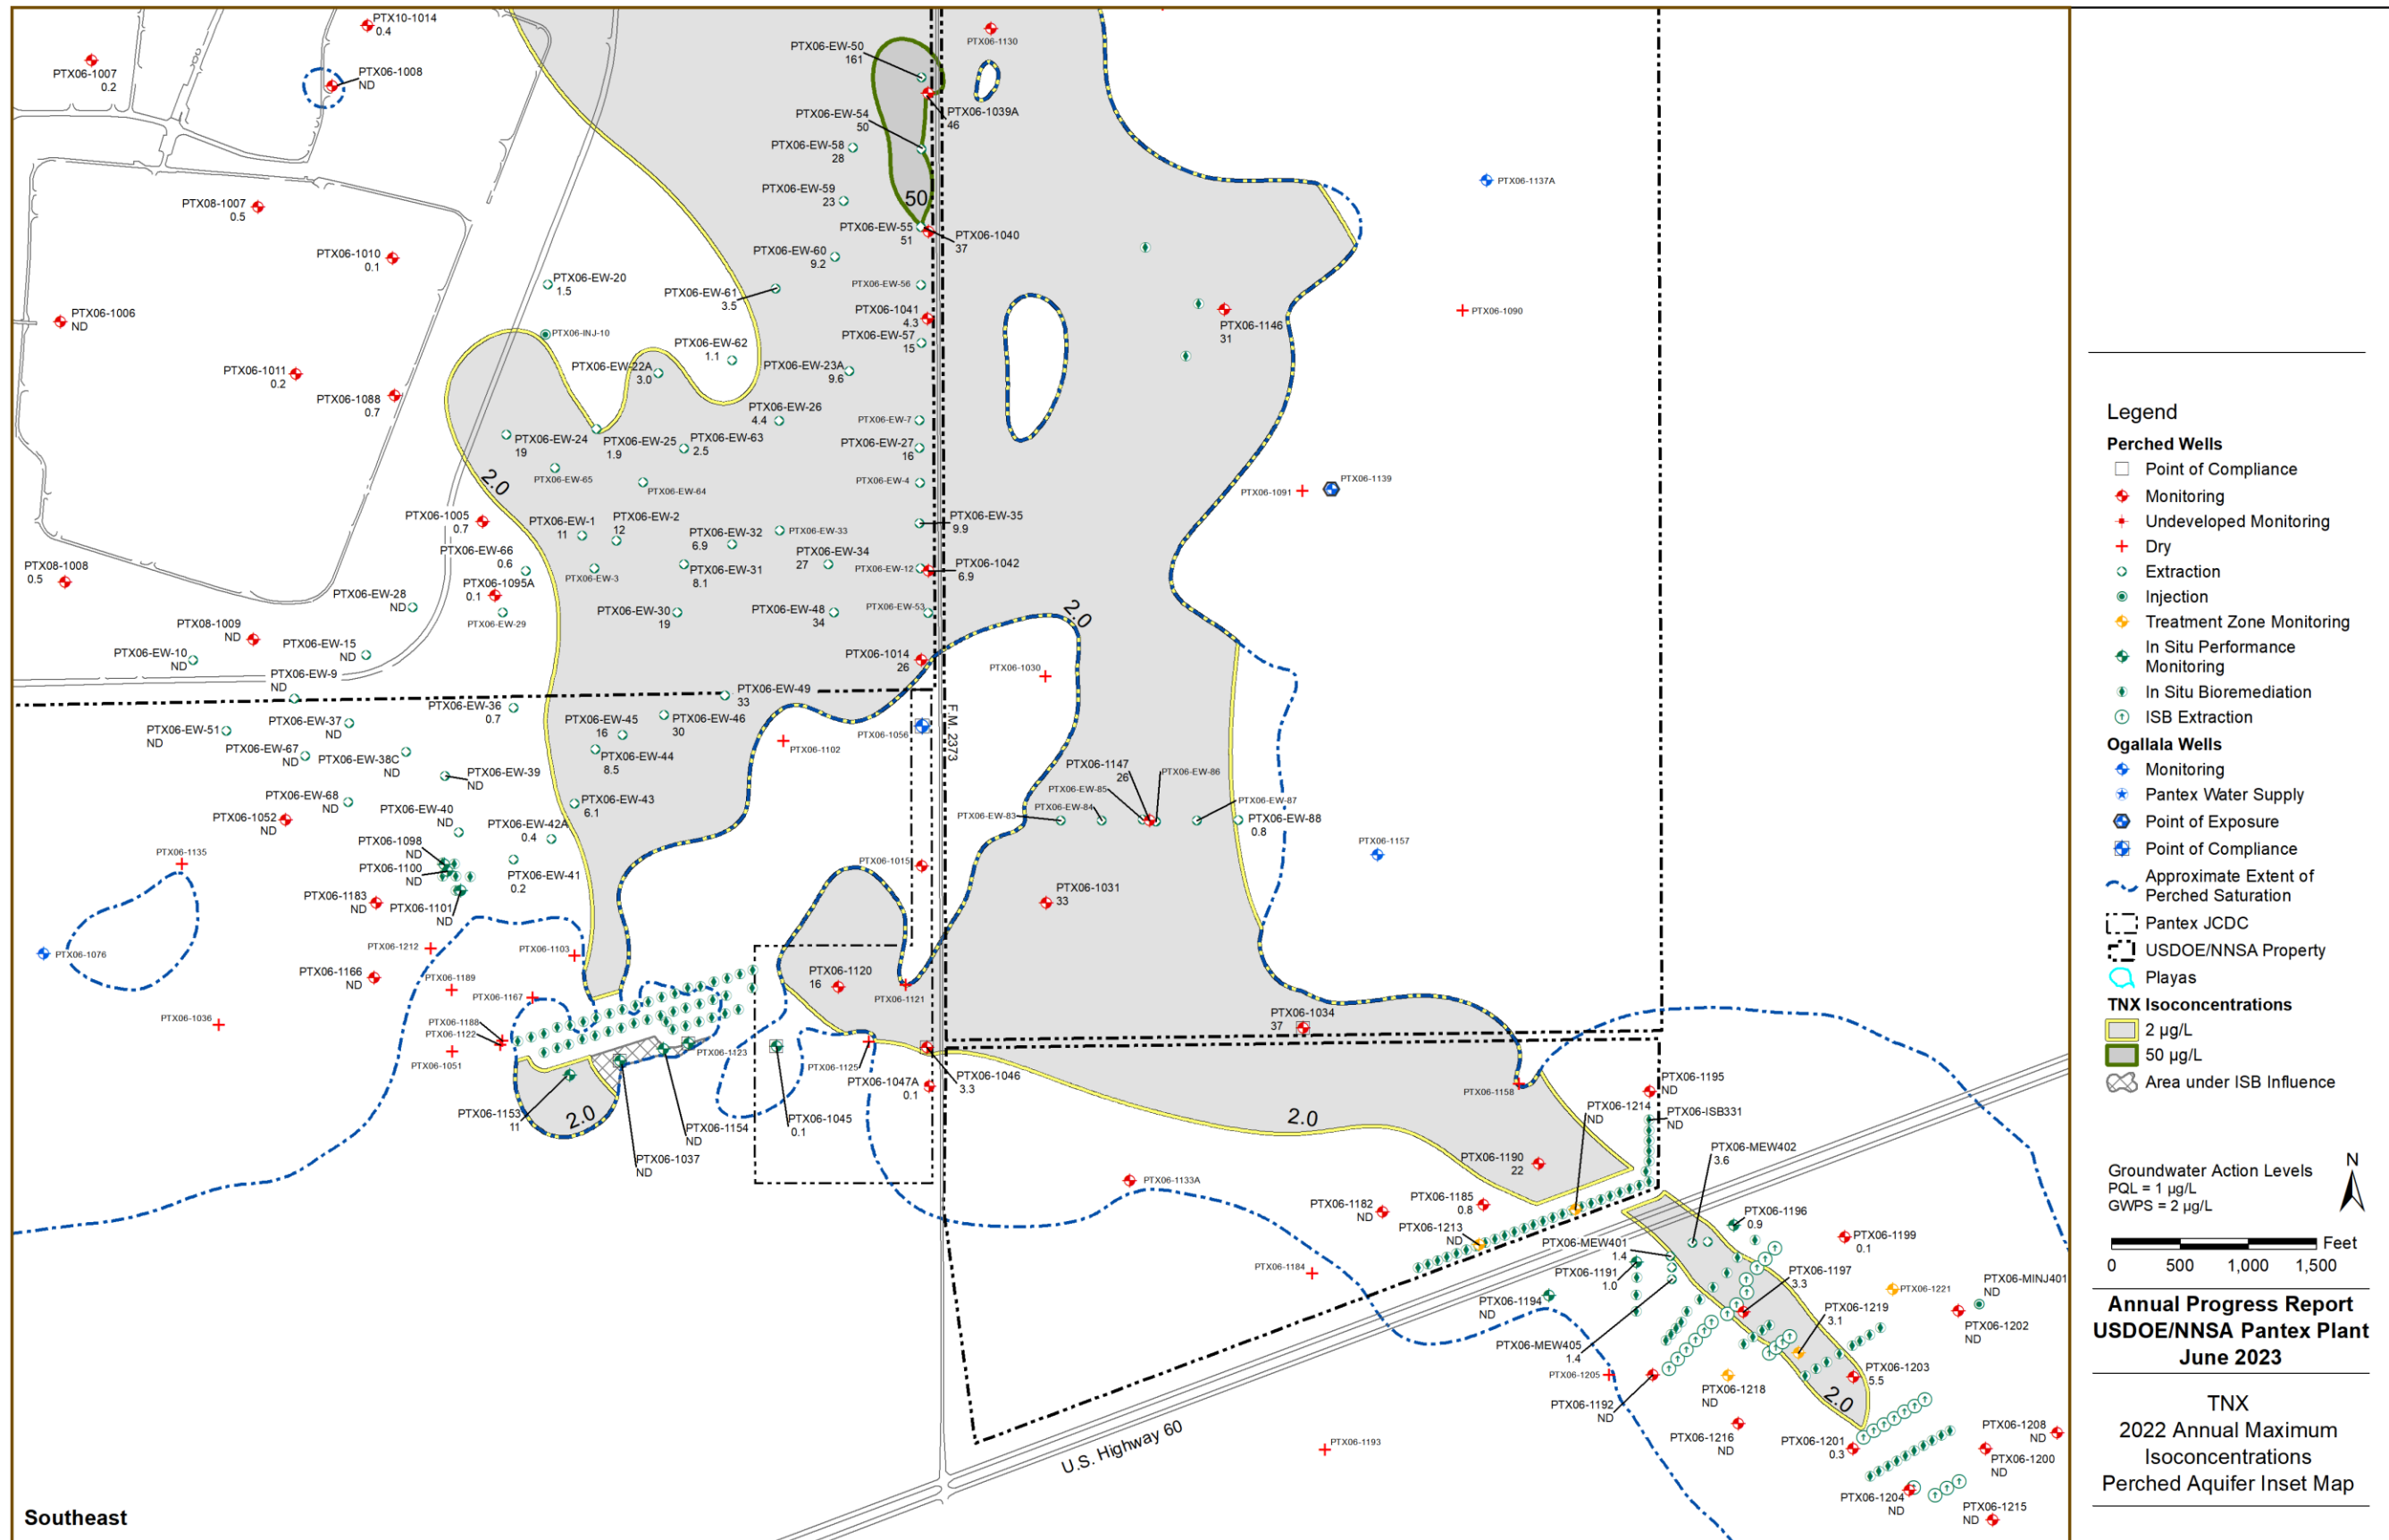 PTX10-1014
0.4
PTX06-1007
0.2
PTX06-1008
ND
PTX06-EW-50
161
PTX06-1130
PTX06-1039A
46
PTX06-EW-54
50
PTX06-EW-58
28
PTX06-EW-59
23
50
PTX06-1137A
PTX08-1007
0.5
PTX06-EW-55
51
PTX06-1040
37
PTX06-1010
0.1
PTX06-EW-60
9.2
PTX06-EW-20
1.5
PTX06-EW-61
3.5
PTX06-EW-56
PTX06-1006
ND
PTX06-1041
4.3
PTX06-1146
31
PTX06-1090
PTX06-INJ-10
PTX06-EW-62
1.1
PTX06-EW-57
15
PTX06-1011
0.2
PTX06-EW-22A
3.0
PTX06-EW-23A
9.6
PTX06-1088
0.7
PTX06-EW-26
4.4
PTX06-EW-7
PTX06-EW-24
19
PTX06-EW-25
1.9
PTX06-EW-63
2.5
PTX06-EW-27
16
2.0
PTX06-EW-65
PTX06-EW-64
PTX06-EW-4
PTX06-1091
PTX06-1139
PTX06-1005
0.7
PTX06-EW-1
11
PTX06-EW-2
12
PTX06-EW-32
6.9
PTX06-EW-33
PTX06-EW-35
9.9
PTX06-EW-66
0.6
PTX06-EW-34
27
PTX08-1008
0.5
PTX06-1095A
0.1
PTX06-EW-3
PTX06-EW-31
8.1
PTX06-EW-12
PTX06-1042
6.9
PTX06-EW-28
ND
PTX06-EW-29
PTX06-EW-30
19
PTX06-EW-48
34
PTX06-EW-53
2.0
PTX08-1009
ND
PTX06-EW-15
ND
PTX06-EW-10
ND
PTX06-1014
26
PTX06-1030
PTX06-EW-9
ND
PTX06-EW-49
33
PTX06-EW-36
0.7
PTX06-EW-45
16
PTX06-EW-46
30
F.M. 2373
PTX06-EW-51
ND
PTX06-EW-37
ND
PTX06-1102
PTX06-1056
PTX06-EW-67
ND
PTX06-EW-38C
ND
PTX06-EW-44
8.5
PTX06-EW-39
ND
PTX06-1147
26
PTX06-EW-86
PTX06-EW-85
PTX06-EW-68
ND
PTX06-EW-40
ND
PTX06-EW-43
6.1
PTX06-EW-84
PTX06-EW-87
PTX06-EW-83
PTX06-EW-88
0.8
PTX06-1052
ND
PTX06-EW-42A
0.4
PTX06-1098
ND
PTX06-1135
PTX06-1100
ND
PTX06-EW-41
0.2
PTX06-1015
PTX06-1157
PTX06-1183
ND
PTX06-1101
ND
PTX06-1031
33
PTX06-1076
PTX06-1212
PTX06-1103
PTX06-1166
ND
PTX06-1189
PTX06-1167
PTX06-1120
16
PTX06-1121
PTX06-1036
PTX06-1188
PTX06-1122
PTX06-1034
37
PTX06-1051
PTX06-1123
PTX06-1125
PTX06-1047A
0.1
PTX06-1046
3.3
PTX06-1158
PTX06-1195
ND
PTX06-1153
11
2.0
PTX06-1154
ND
PTX06-1045
0.1
2.0
PTX06-1214
ND
PTX06-ISB331
ND
PTX06-1037
ND
PTX06-1190
22
PTX06-MEW402
3.6
PTX06-1133A
PTX06-1182
ND
PTX06-1185
0.8
PTX06-1213
ND
PTX06-1196
0.9
PTX06-MEW401
1.4
PTX06-1199
0.1
PTX06-1184
PTX06-1191
1.0
PTX06-1197
3.3
PTX06-1221
PTX06-MINJ401
ND
PTX06-1194
ND
PTX06-1219
3.1
PTX06-1202
ND
PTX06-MEW405
1.4
PTX06-1205
PTX06-1203
5.5
PTX06-1218
ND
2.0
PTX06-1192
ND
PTX06-1216
ND
PTX06-1201
0.3
PTX06-1208
ND
PTX06-1200
ND
PTX06-1193
U.S. Highway 60
PTX06-1204
ND
PTX06-1215
ND
Southeast
Legend
Perched Wells
Point of Compliance
Monitoring
Undeveloped Monitoring
Dry
Extraction
Injection
Treatment Zone Monitoring
In Situ Performance
Monitoring
In Situ Bioremediation
ISB Extraction
Ogallala Wells
Monitoring
Pantex Water Supply
Point of Exposure
Point of Compliance
Approximate Extent of
Perched Saturation
Pantex JCDC
USDOE/NNSA Property
Playas
TNX Isoconcentrations
2 µg/L
50 µg/L
Area under ISB Influence
Groundwater Action Levels
PQL = 1 µg/L
GWPS = 2 µg/L
N
Feet
0 500 1,000 1,500
Annual Progress Report
USDOE/NNSA Pantex Plant
June 2023
TNX
2022 Annual Maximum
Isoconcentrations
Perched Aquifer Inset Map